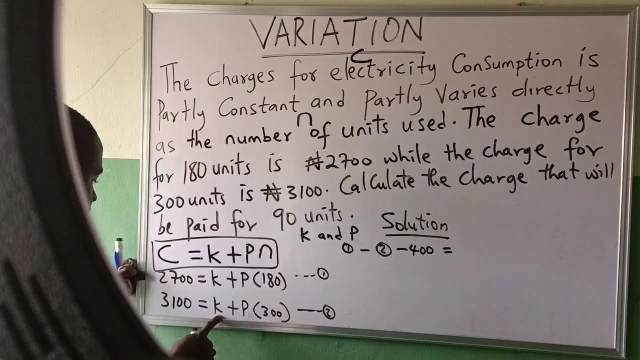 VARIATION
C
The charges for electricity Consumption is
Partly Constant and Partly Varies directly
n
as the number of units used. The charge
for 180 units is ₦2700 while the charge for
300 units is ₦ 3100. Calculate the charge that will
be paid for 90 units. Solution
K and P
① - ② - 400 =
C = K + Pn
2700 = K + P(180) --- ①
3100 = K + P(300) — ②